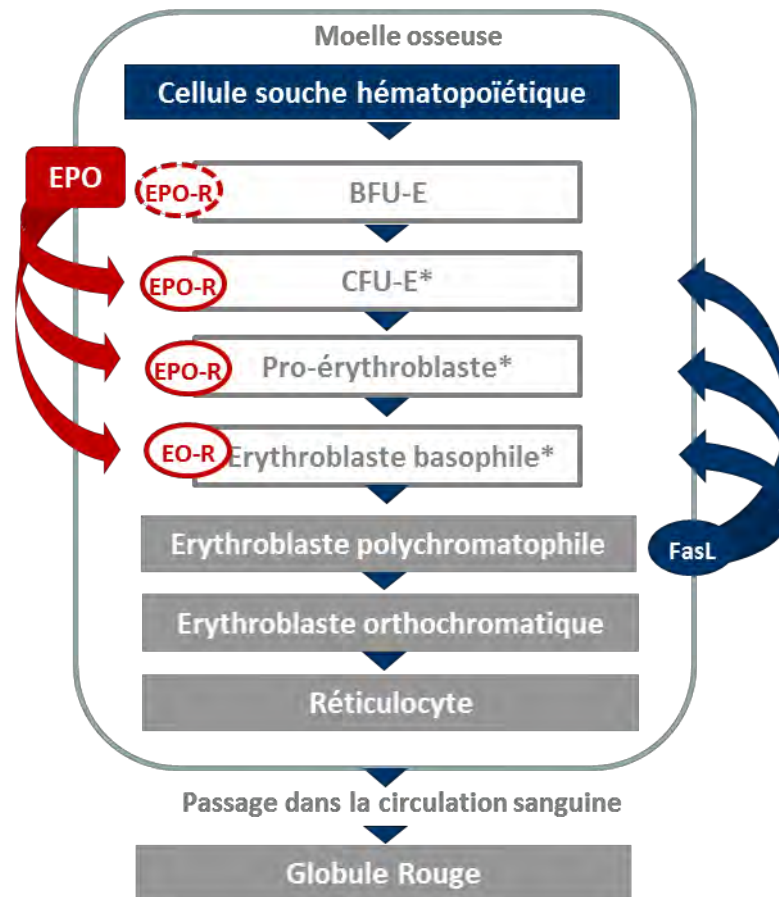 Moelle osseuse
Cellule souche hématopoïétique
EPO
EPO-R
BFU-E
EPO-R
CFU-E*
EPO-R
Pro-érythroblaste*
EO-R
Erythroblaste basophile*
Erythroblaste polychromatophile
FasL
Erythroblaste orthochromatique
Réticulocyte
Passage dans la circulation sanguine
Globule Rouge